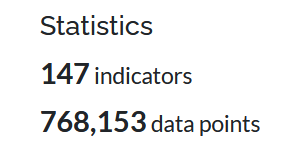 Statistics
147 indicators
768,153 data points